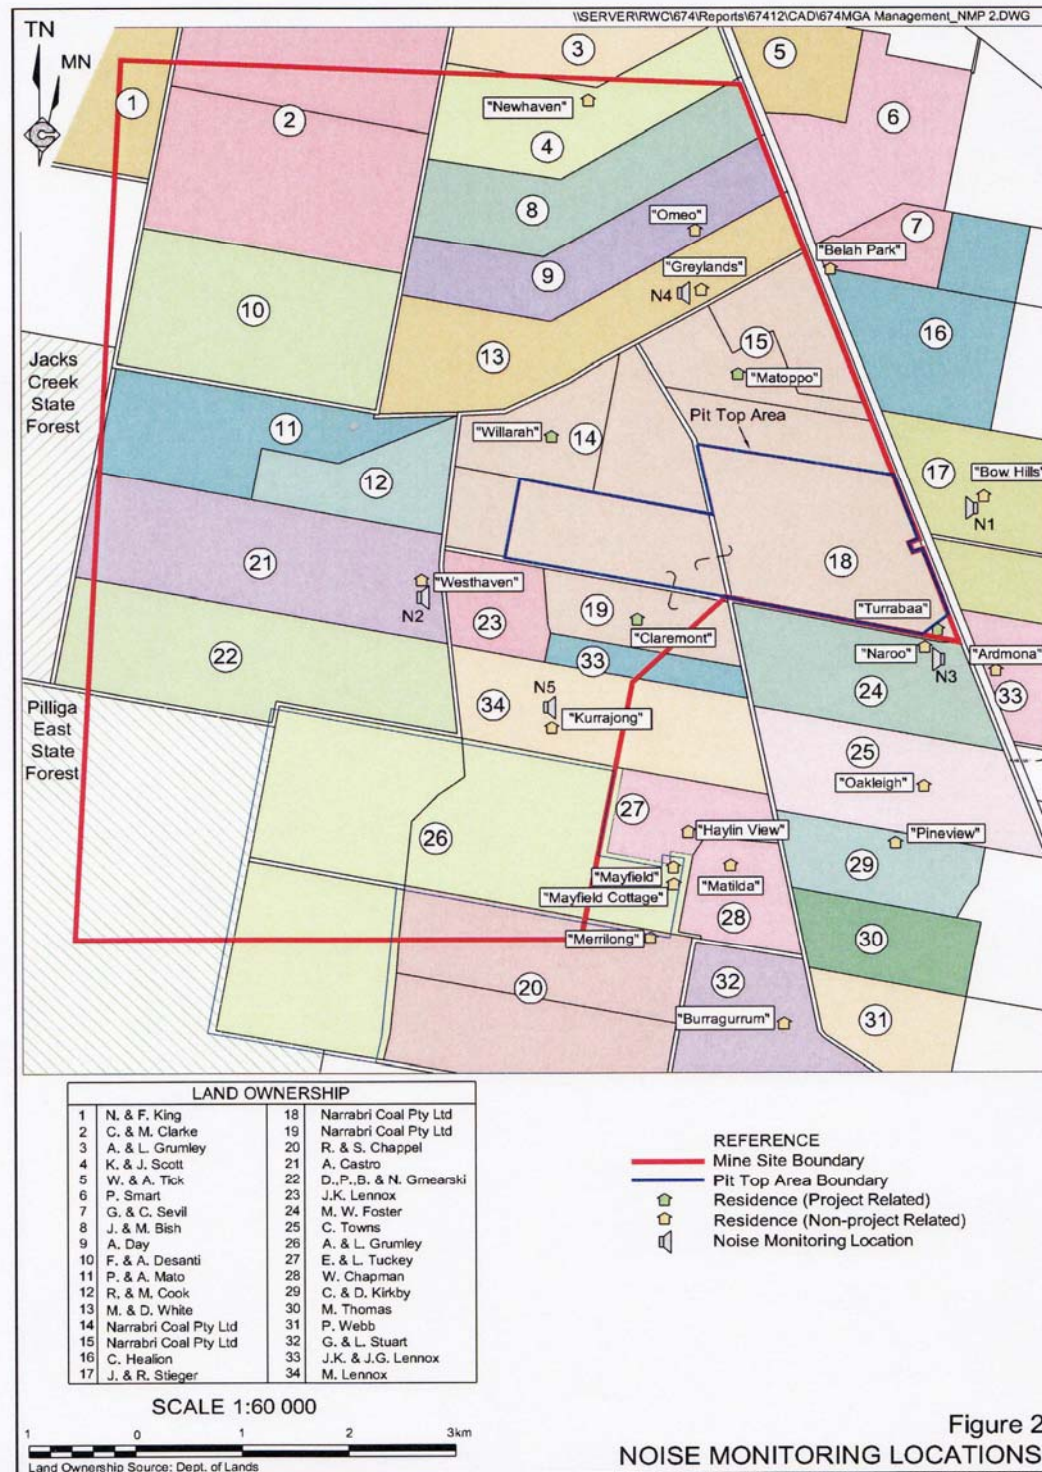 \\SERVER\RWC\674\Reports\67412\CAD\674MGA Management_NMP 2.DWG
TN
MN
1
2
3
"Newhaven"
4
5
6
7
8
"Omeo"
9
"Belah Park"
"Greylands"
N4
10
13
15
16
"Matoppo"
Jacks
Creek
State
Forest
Pit Top Area
11
"Willarah"
14
12
17
"Bow Hills"
N1
21
18
"Westhaven"
N2
23
19
"Turrabaa"
"Claremont"
"Naroo"
"Ardmona"
N3
22
33
24
33
Pilliga
East
State
Forest
N5
34
"Kurrajong"
25
"Oakleigh"
27
"Haylin View"
"Pineview"
26
29
"Mayfield"
"Matilda"
"Mayfield Cottage"
28
30
"Merrilong"
20
32
"Burragurrum"
31
LAND OWNERSHIP
1 N. & F. King
2 C. & M. Clarke
3 A. & L. Grumley
4 K. & J. Scott
5 W. & A. Tick
6 P. Smart
7 G. & C. Sevil
8 J. & M. Bish
9 A. Day
10 F. & A. Desanti
11 P. & A. Mato
12 R. & M. Cook
13 M. & D. White
14 Narrabri Coal Pty Ltd
15 Narrabri Coal Pty Ltd
16 C. Healion
17 J. & R. Stieger
18 Narrabri Coal Pty Ltd
19 Narrabri Coal Pty Ltd
20 R. & S. Chappel
21 A. Castro
22 D.,P.,B. & N. Gmearski
23 J.K. Lennox
24 M. W. Foster
25 C. Towns
26 A. & L. Grumley
27 E. & L. Tuckey
28 W. Chapman
29 C. & D. Kirkby
30 M. Thomas
31 P. Webb
32 G. & L. Stuart
33 J.K. & J.G. Lennox
34 M. Lennox
REFERENCE
Mine Site Boundary
Pit Top Area Boundary
Residence (Project Related)
Residence (Non-project Related)
Noise Monitoring Location
SCALE 1:60 000
1 0 1 2 3km
Land Ownership Source: Dept. of Lands
Figure 2
NOISE MONITORING LOCATIONS